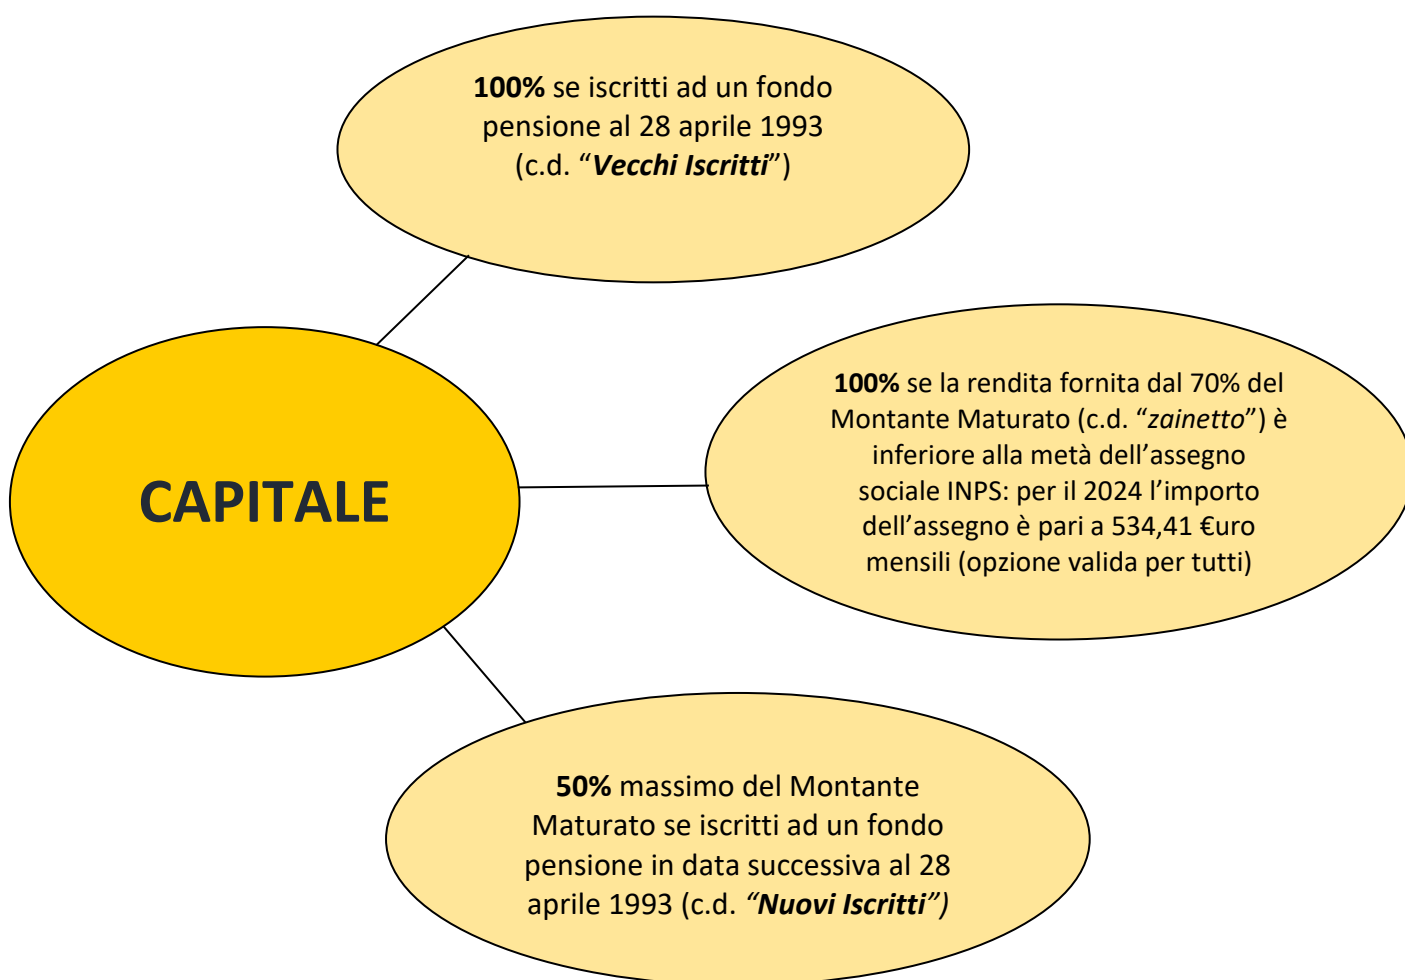 100% se iscritti ad un fondo
pensione al 28 aprile 1993
(c.d. “Vecchi Iscritti”)
100% se la rendita fornita dal 70% del
Montante Maturato (c.d. “zainetto”) è
inferiore alla metà dell’assegno
sociale INPS: per il 2024 l’importo
dell’assegno è pari a 534,41 €uro
mensili (opzione valida per tutti)
CAPITALE
50% massimo del Montante
Maturato se iscritti ad un fondo
pensione in data successiva al 28
aprile 1993 (c.d. “Nuovi Iscritti”)